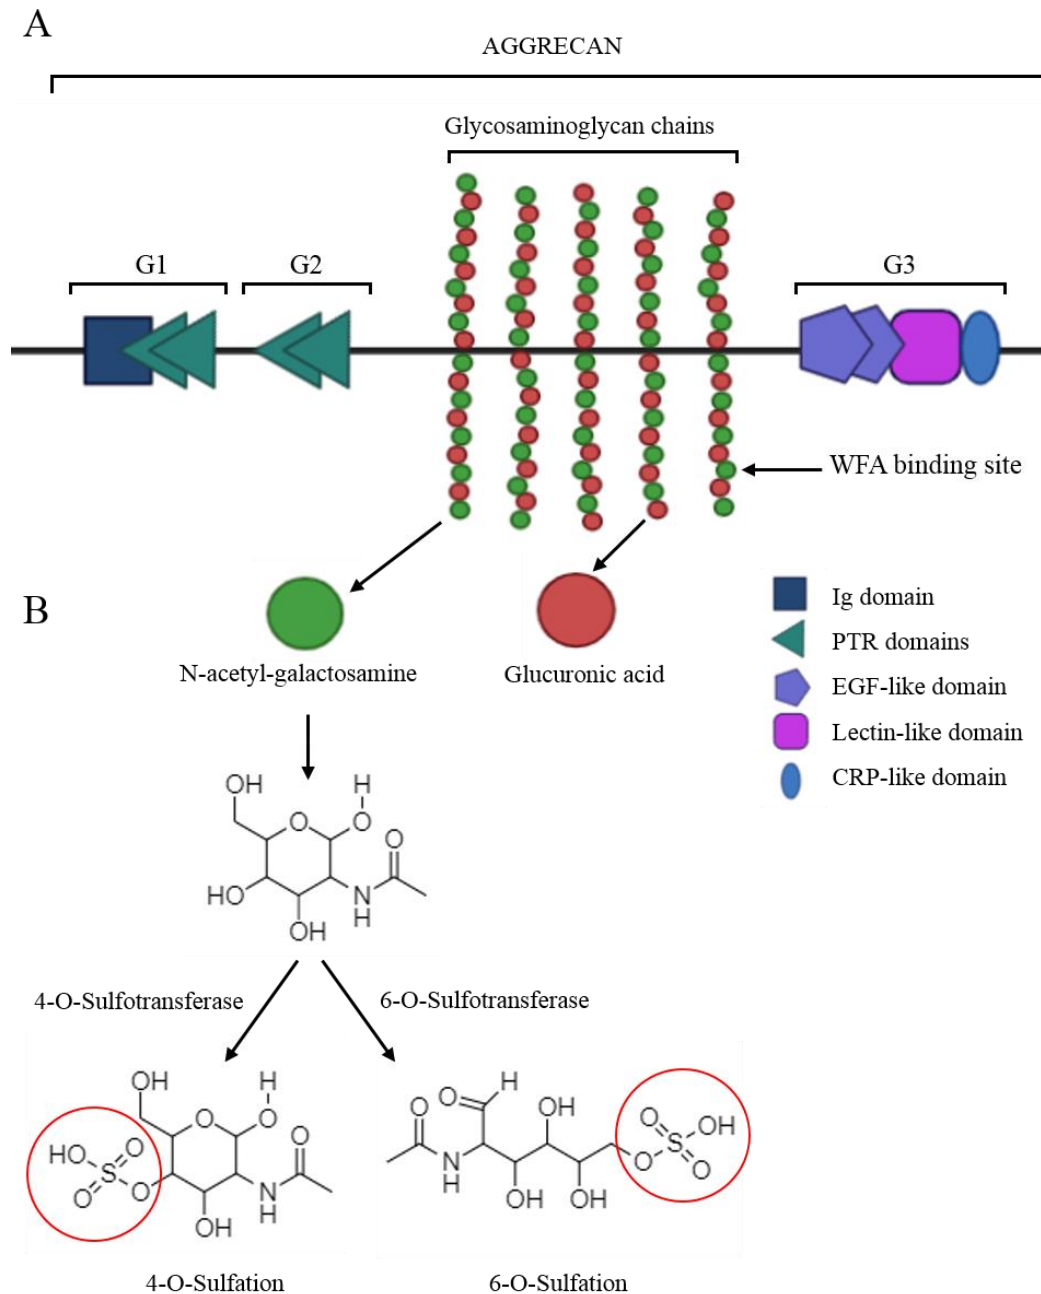 A
AGGRECAN
Glycosaminoglycan chains
G1
G2
G3
WFA binding site
B
N-acetyl-galactosamine
Glucuronic acid
Ig domain
PTR domains
EGF-like domain
Lectin-like domain
CRP-like domain
OH
H
O
O
O
HO
N
H
OH
4-O-Sulfotransferase
6-O-Sulfotransferase
OH
H
O
O
O
HO
O
S
O
O
N
H
OH
O
H
O
OH
O
OH
S
O
O
N
H
OH
OH
4-O-Sulfation
6-O-Sulfation